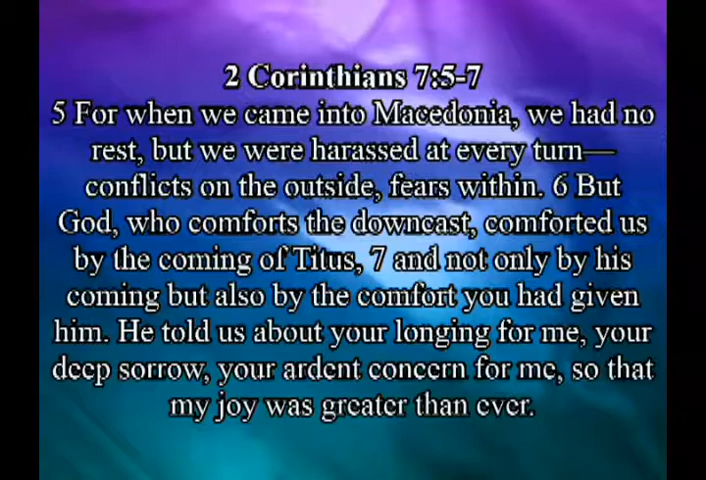 2 Corinthians 7:5-7
5 For when we came into Macedonia, we had no
rest, but we were harassed at every turn—
conflicts on the outside, fears within. 6 But
God, who comforts the downcast, comforted us
by the coming of Titus, 7 and not only by his
coming but also by the comfort you had given
him. He told us about your longing for me, your
deep sorrow, your ardent concern for me, so that
my joy was greater than ever.